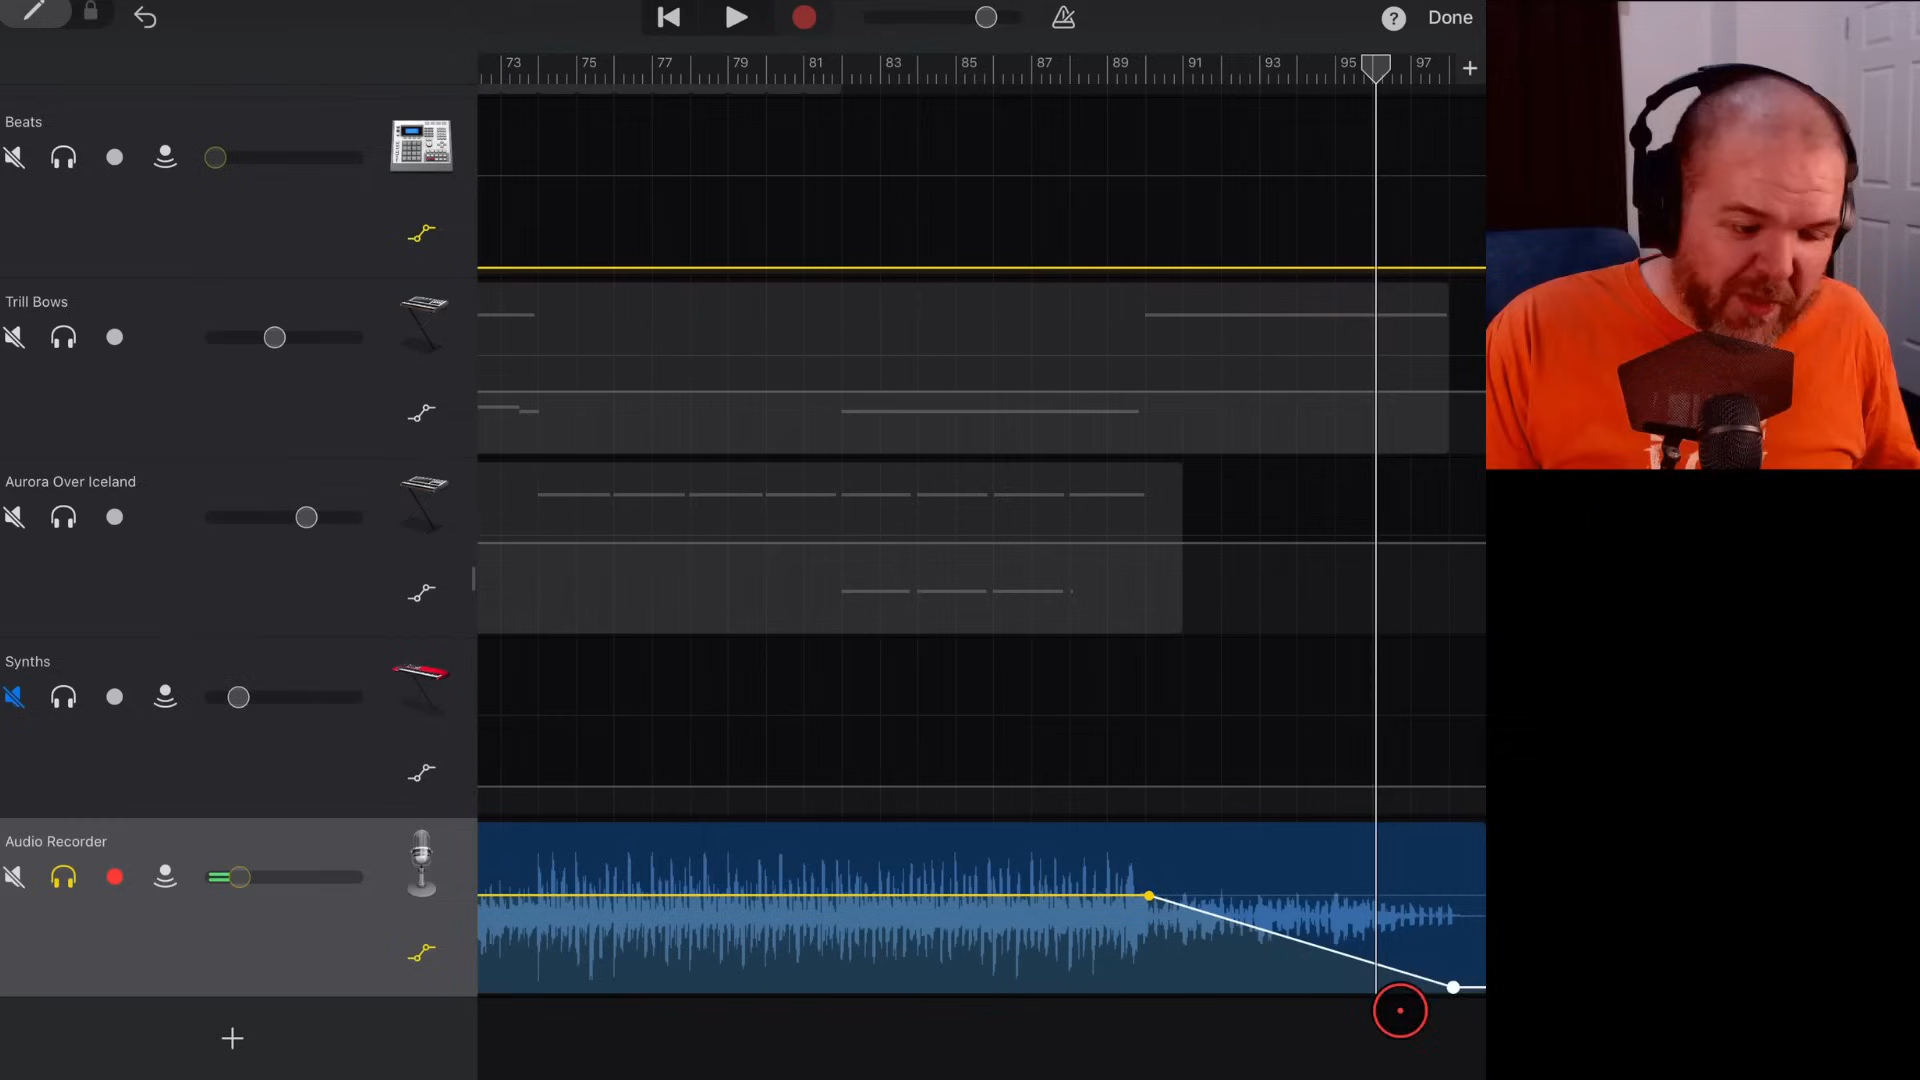 Done
73 75 77 79 81 83 85 87 89 91 93 95 97
Beats
Trill Bows
Aurora Over Iceland
Synths
Audio Recorder